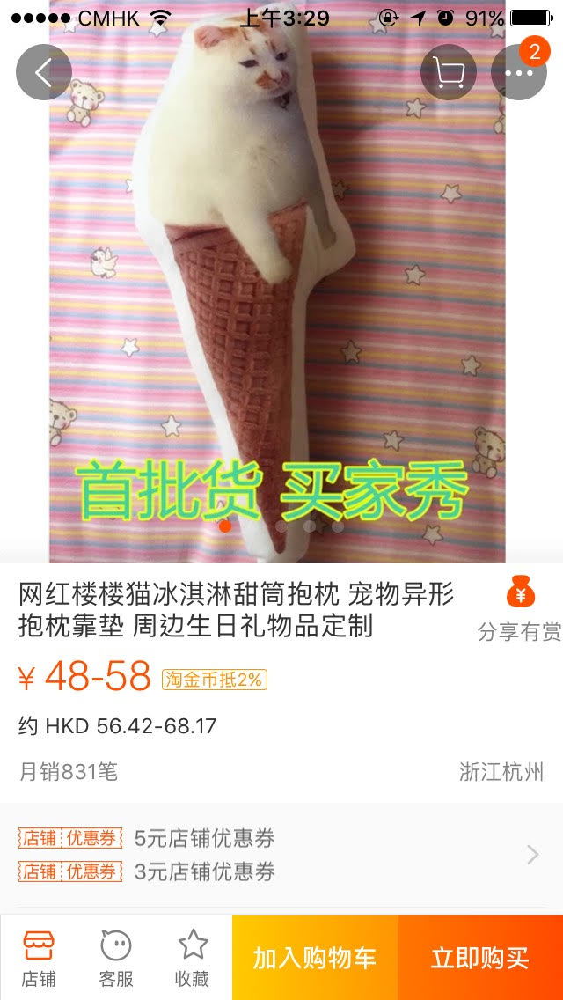 CMHK 上午3:29 91%
2
首批货 买家秀
网红楼楼猫冰淇淋甜筒抱枕 宠物异形
抱枕靠垫 周边生日礼物品定制
¥
分享有赏
¥ 48-58 淘金币抵2%
约 HKD 56.42-68.17
月销831笔 浙江杭州
店铺 优惠券 5元店铺优惠券
店铺 优惠券 3元店铺优惠券
店铺 客服 收藏 加入购物车 立即购买